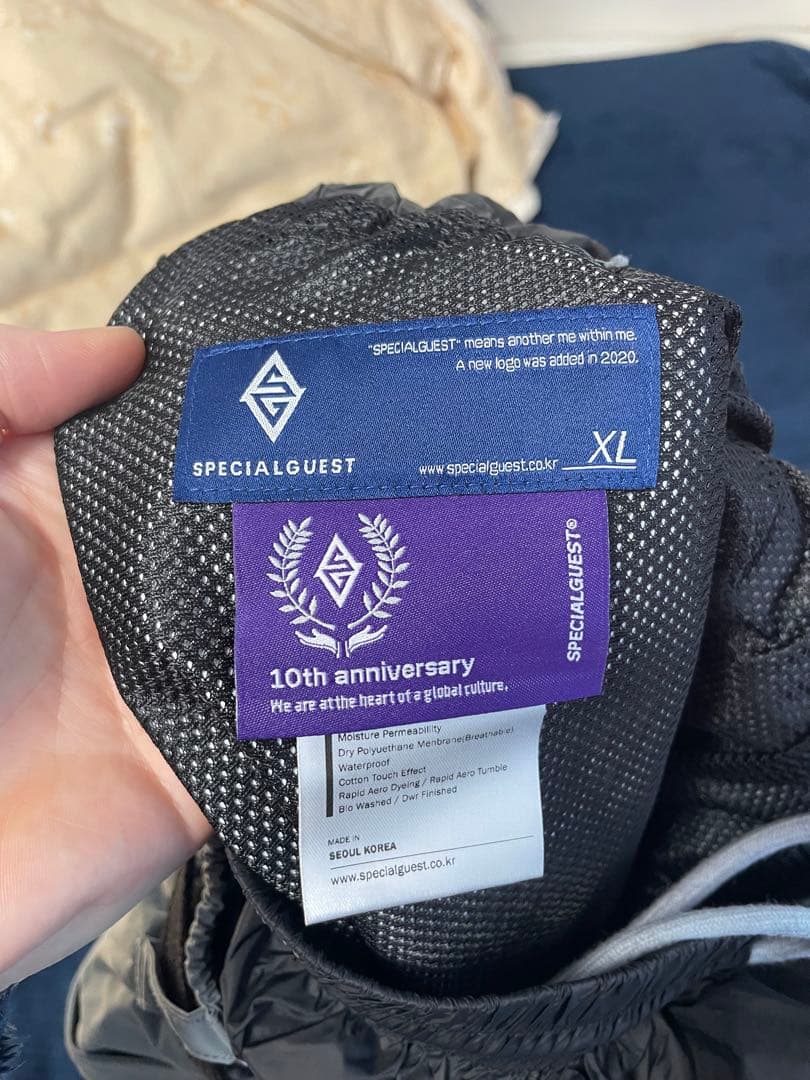 "SPECIALGUEST" means another me within me.
A new logo was added in 2020.
SPECIALGUEST
www.specialguest.co.kr
XL
SPECIALGUEST®
10th anniversary
We are at the heart of a global culture.
Moisture Permeability
Dry Polyuethane Menbrane(Breathable)
Waterproof
Cotton Touch Effect
Rapid Aero Dyeing / Rapid Aero Tumble
Bio Washed / Dwr Finished
MADE IN
SEOUL KOREA
www.specialguest.co.kr